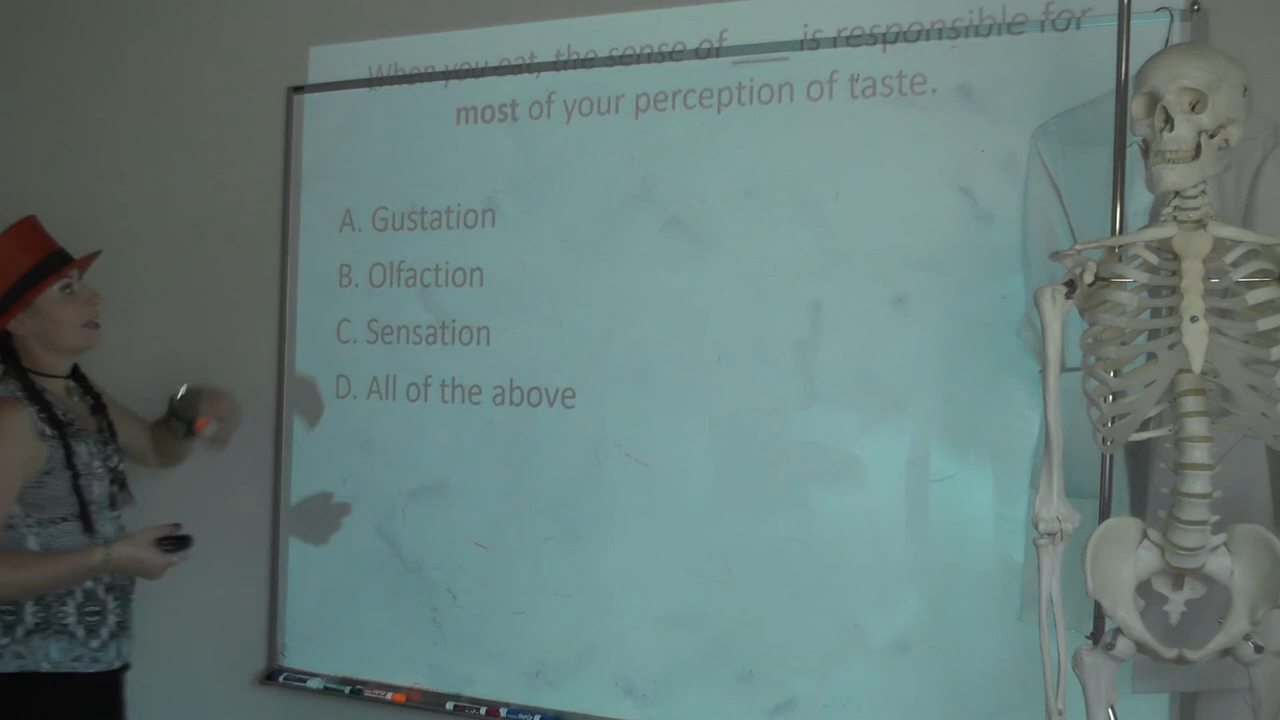 When you eat, the sense of ____ is responsible for
most of your perception of taste.
A. Gustation
B. Olfaction
C. Sensation
D. All of the above